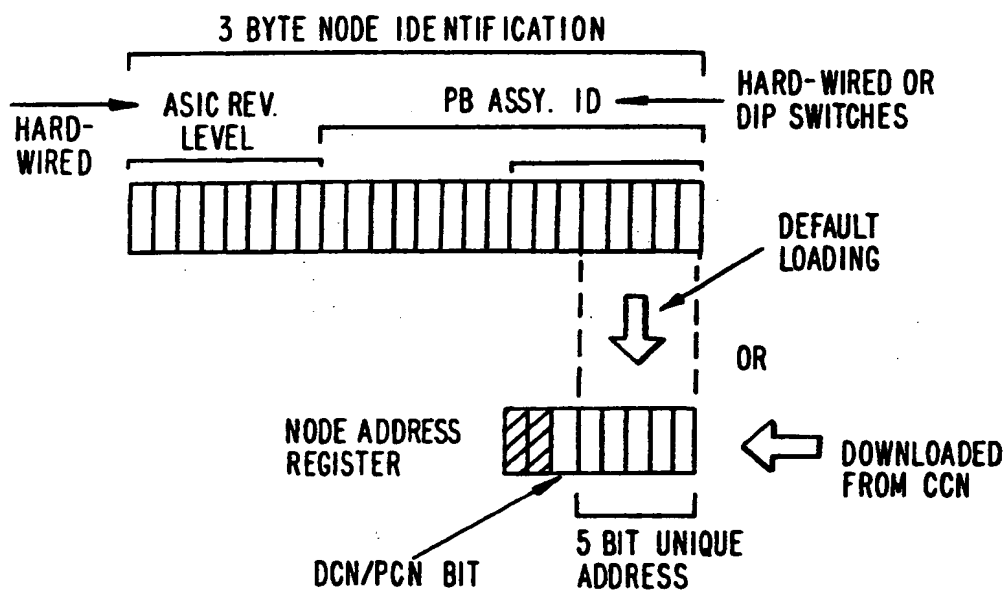 3 BYTE NODE IDENTIFICATION
HARD-
WIRED
ASIC REV.
LEVEL
PB ASSY. ID
HARD-WIRED OR
DIP SWITCHES
DEFAULT
LOADING
OR
NODE ADDRESS
REGISTER
DOWNLOADED
FROM CCN
DCN/PCN BIT
5 BIT UNIQUE
ADDRESS